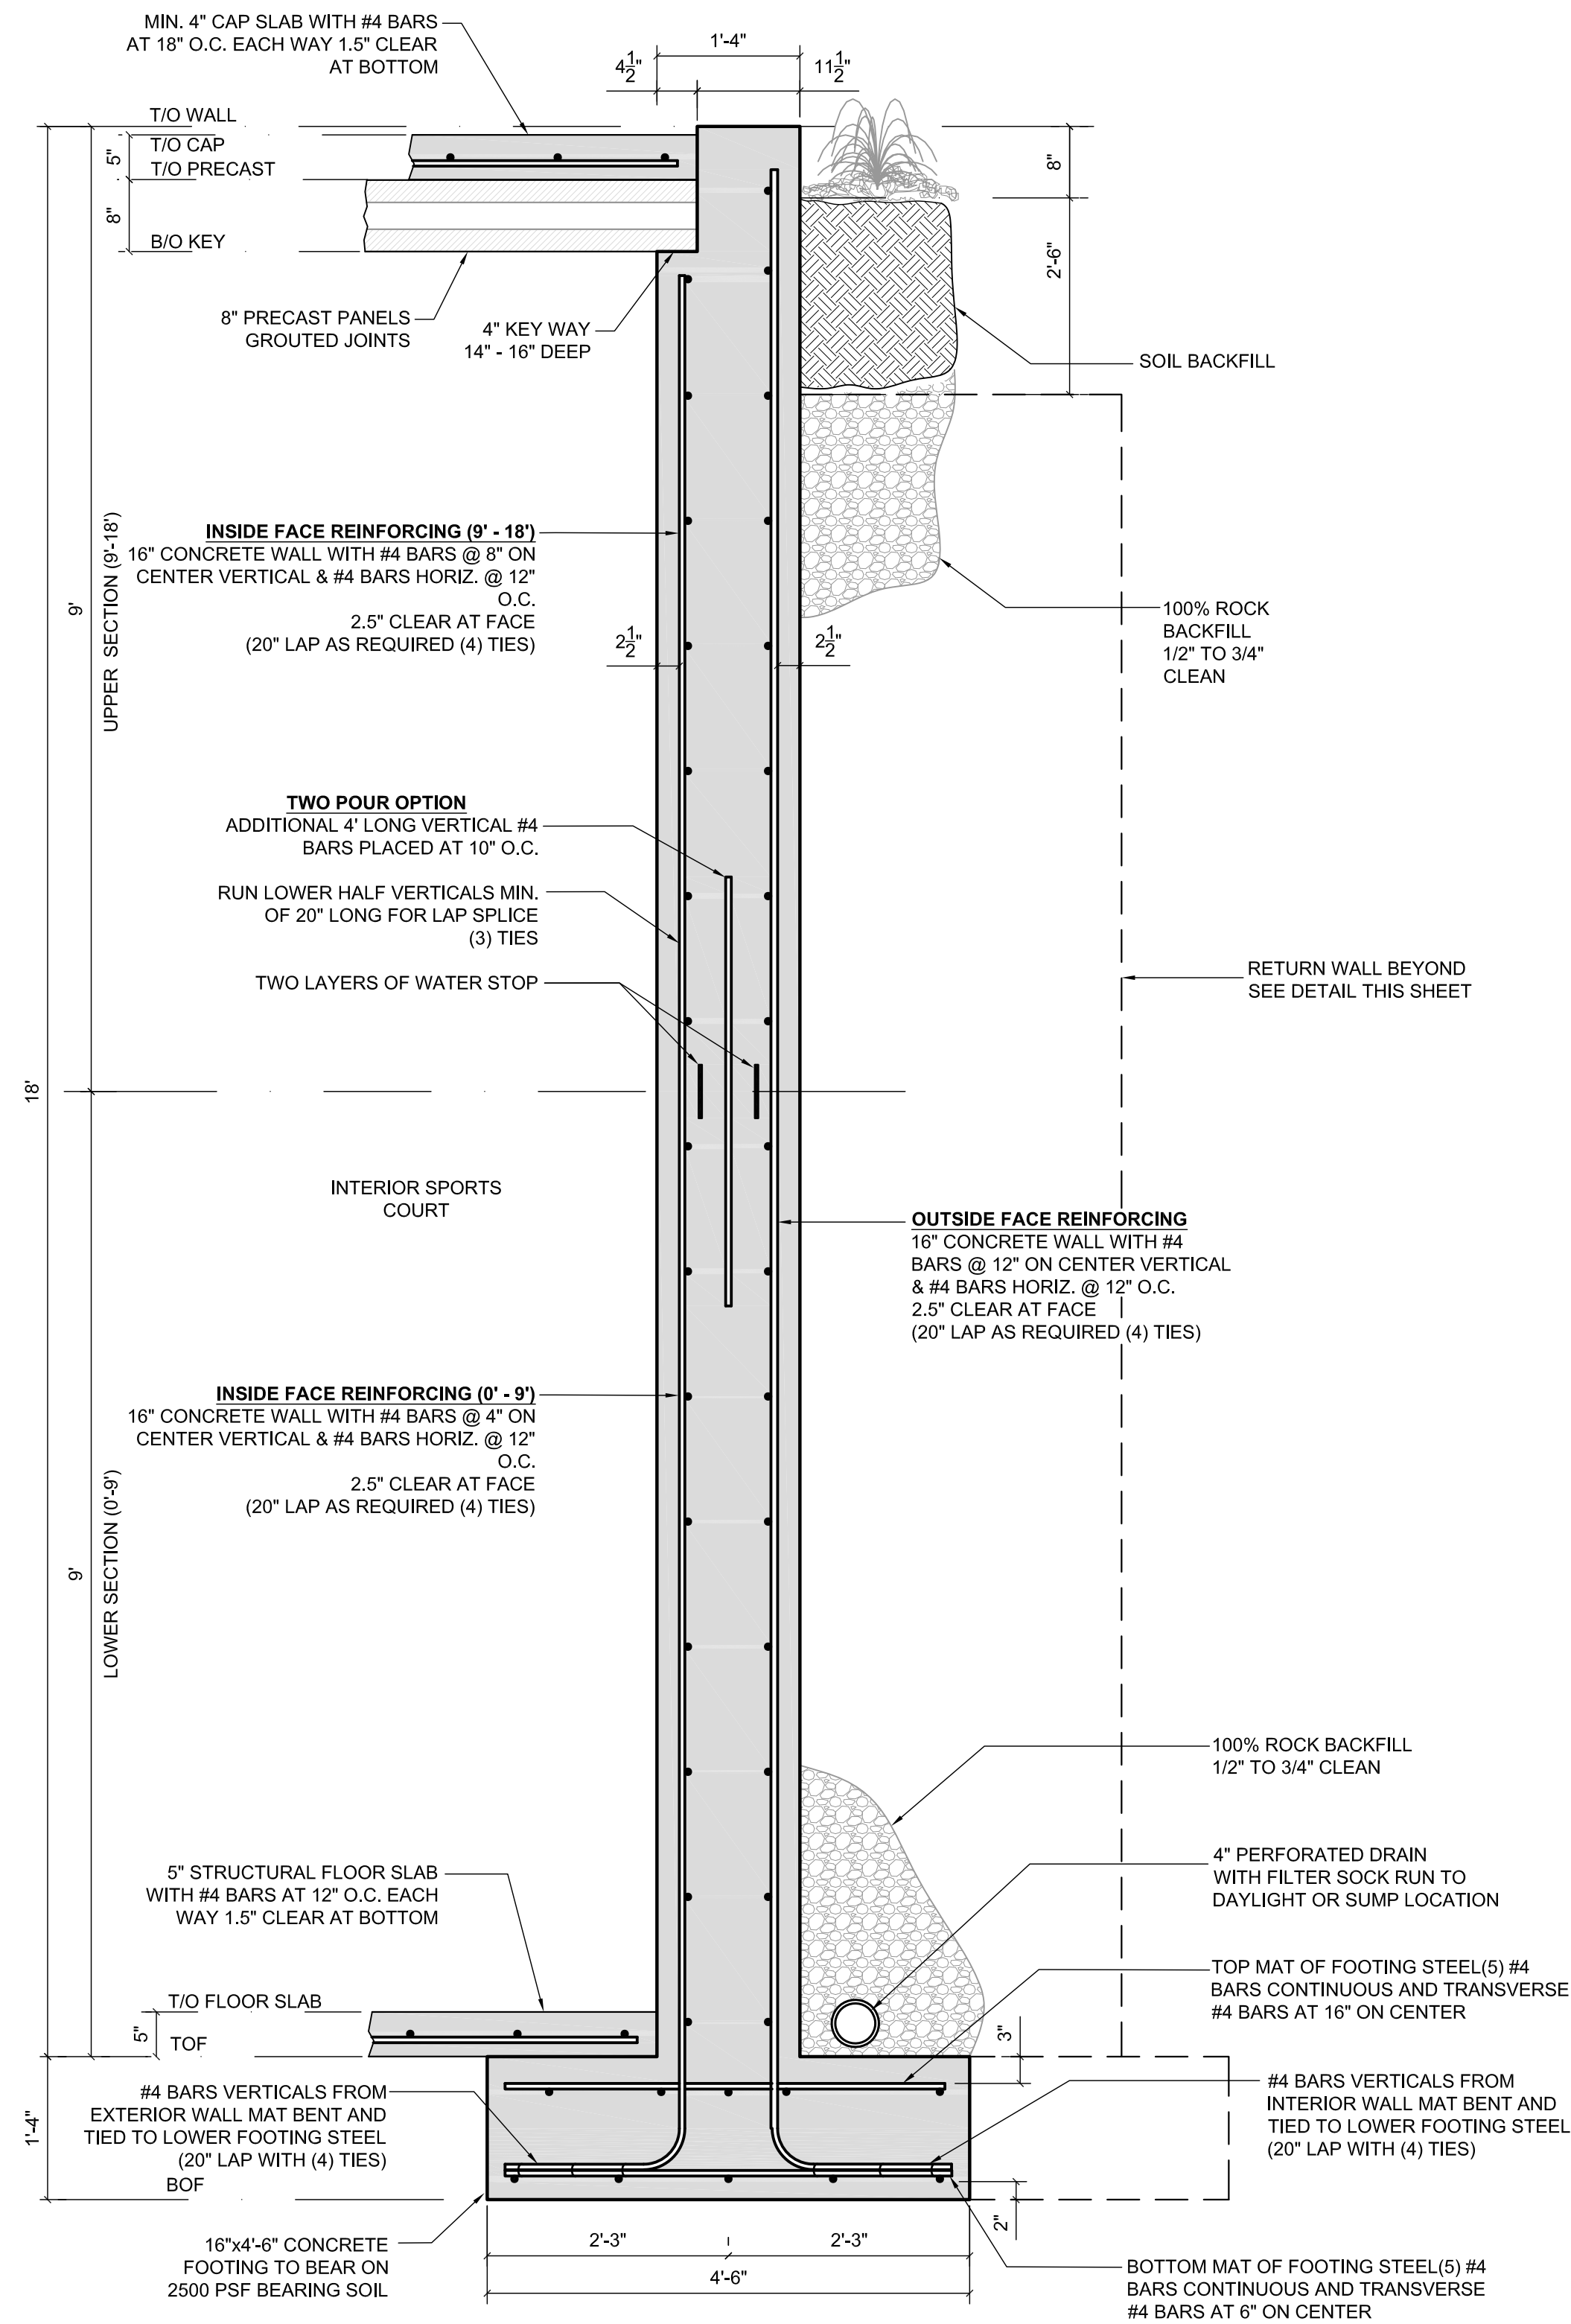 MIN. 4" CAP SLAB WITH #4 BARS
AT 18" O.C. EACH WAY 1.5" CLEAR
AT BOTTOM
1'-4"
4 1/2"
11 1/2"
T/O WALL
T/O CAP
5"
T/O PRECAST
8"
B/O KEY
8"
2'-6"
8" PRECAST PANELS
GROUTED JOINTS
4" KEY WAY
14" - 16" DEEP
SOIL BACKFILL
UPPER SECTION (9'-18')
9'
INSIDE FACE REINFORCING (9' - 18')
16" CONCRETE WALL WITH #4 BARS @ 8" ON
CENTER VERTICAL & #4 BARS HORIZ. @ 12"
O.C.
2.5" CLEAR AT FACE
(20" LAP AS REQUIRED (4) TIES)
2 1/2"
2 1/2"
100% ROCK
BACKFILL
1/2" TO 3/4"
CLEAN
TWO POUR OPTION
ADDITIONAL 4' LONG VERTICAL #4
BARS PLACED AT 10" O.C.
RUN LOWER HALF VERTICALS MIN.
OF 20" LONG FOR LAP SPLICE
(3) TIES
TWO LAYERS OF WATER STOP
RETURN WALL BEYOND
SEE DETAIL THIS SHEET
18'
INTERIOR SPORTS
COURT
OUTSIDE FACE REINFORCING
16" CONCRETE WALL WITH #4
BARS @ 12" ON CENTER VERTICAL
& #4 BARS HORIZ. @ 12" O.C.
2.5" CLEAR AT FACE
(20" LAP AS REQUIRED (4) TIES)
INSIDE FACE REINFORCING (0' - 9')
16" CONCRETE WALL WITH #4 BARS @ 4" ON
CENTER VERTICAL & #4 BARS HORIZ. @ 12"
O.C.
2.5" CLEAR AT FACE
(20" LAP AS REQUIRED (4) TIES)
9'
LOWER SECTION (0'-9')
100% ROCK BACKFILL
1/2" TO 3/4" CLEAN
5" STRUCTURAL FLOOR SLAB
WITH #4 BARS AT 12" O.C. EACH
WAY 1.5" CLEAR AT BOTTOM
4" PERFORATED DRAIN
WITH FILTER SOCK RUN TO
DAYLIGHT OR SUMP LOCATION
TOP MAT OF FOOTING STEEL(5) #4
BARS CONTINUOUS AND TRANSVERSE
#4 BARS AT 16" ON CENTER
T/O FLOOR SLAB
5"
TOF
3"
1'-4"
#4 BARS VERTICALS FROM
EXTERIOR WALL MAT BENT AND
TIED TO LOWER FOOTING STEEL
(20" LAP WITH (4) TIES)
BOF
#4 BARS VERTICALS FROM
INTERIOR WALL MAT BENT AND
TIED TO LOWER FOOTING STEEL
(20" LAP WITH (4) TIES)
2"
16"x4'-6" CONCRETE
FOOTING TO BEAR ON
2500 PSF BEARING SOIL
2'-3"
2'-3"
4'-6"
BOTTOM MAT OF FOOTING STEEL(5) #4
BARS CONTINUOUS AND TRANSVERSE
#4 BARS AT 6" ON CENTER